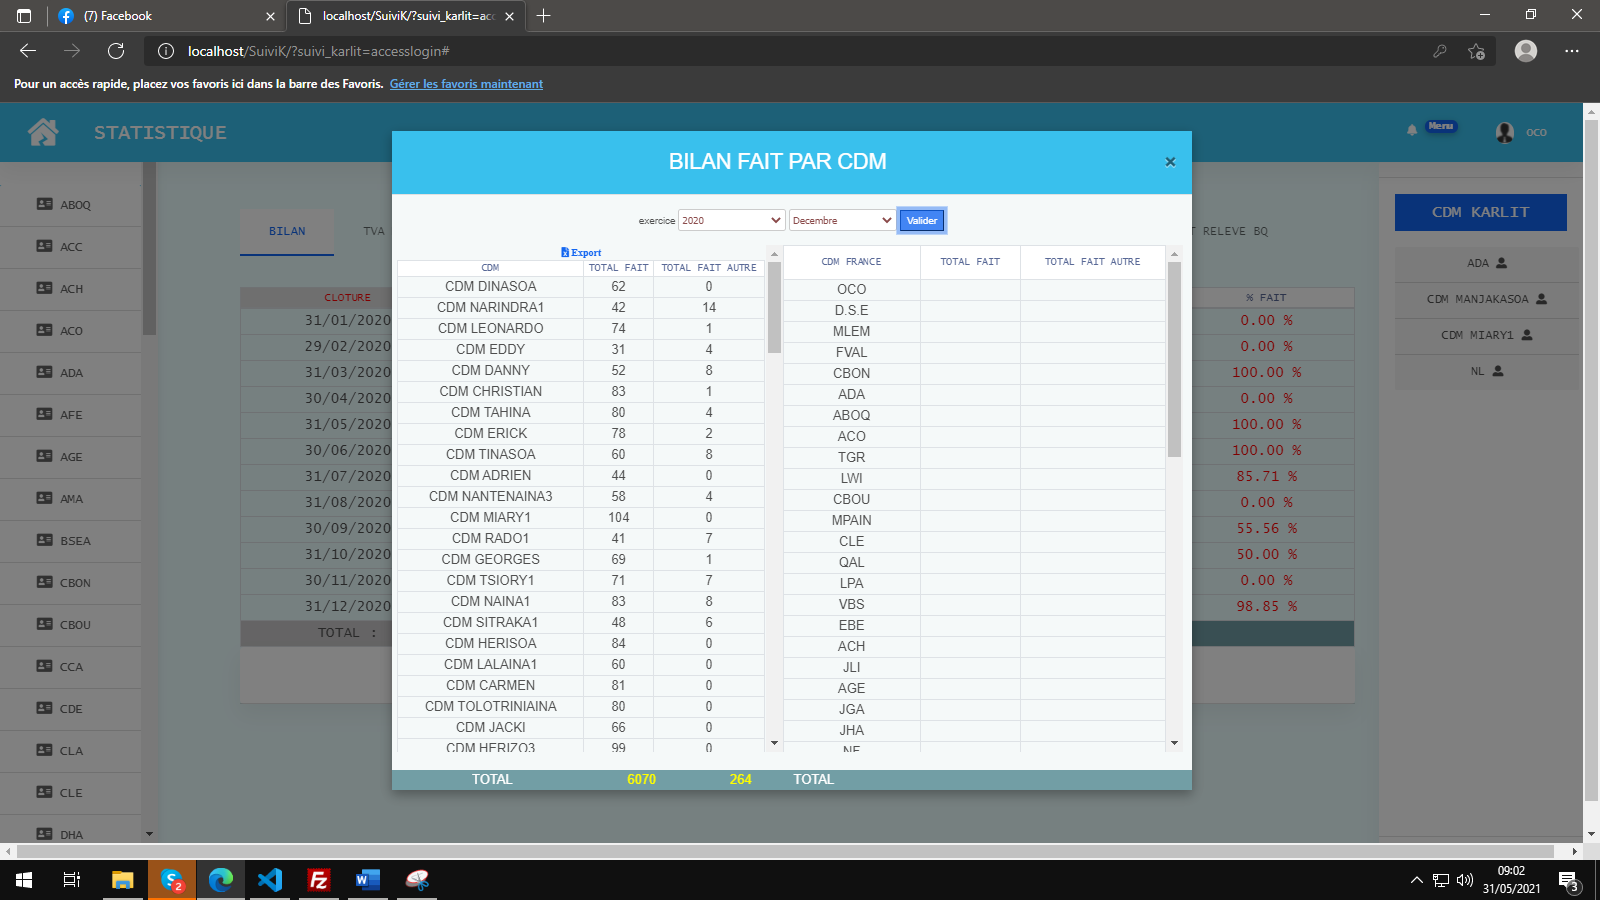 (7) Facebook
localhost/SuiviK/?suivi_karlit=acc
localhost/SuiviK/?suivi_karlit=accesslogin#
Pour un accès rapide, placez vos favoris ici dans la barre des Favoris. Gérer les favoris maintenant
STATISTIQUE
Menu
oco
BILAN FAIT PAR CDM
×
exercice 2020 Decembre Valider
Export
CDM TOTAL FAIT TOTAL FAIT AUTRE
CDM DINASOA 62 0
CDM NARINDRA1 42 14
CDM LEONARDO 74 1
CDM EDDY 31 4
CDM DANNY 52 8
CDM CHRISTIAN 83 1
CDM TAHINA 80 4
CDM ERICK 78 2
CDM TINASOA 60 8
CDM ADRIEN 44 0
CDM NANTENAINA3 58 4
CDM MIARY1 104 0
CDM RADO1 41 7
CDM GEORGES 69 1
CDM TSIORY1 71 7
CDM NAINA1 83 8
CDM SITRAKA1 48 6
CDM HERISOA 84 0
CDM LALAINA1 60 0
CDM CARMEN 81 0
CDM TOLOTRINIAINA 80 0
CDM JACKI 66 0
CDM HERIZO3 99 0
TOTAL 6070 264
CDM FRANCE TOTAL FAIT TOTAL FAIT AUTRE
OCO
D.S.E
MLEM
FVAL
CBON
ADA
ABOQ
ACO
TGR
LWI
CBOU
MPAIN
CLE
QAL
LPA
VBS
EBE
ACH
JLI
AGE
JGA
JHA
NF
TOTAL
ABOQ
ACC
ACH
ACO
ADA
AFE
AGE
AMA
BSEA
CBON
CBOU
CCA
CDE
CLA
CLE
DHA
BILAN
TVA
T RELEVE BQ
CLOTURE
31/01/2020
29/02/2020
31/03/2020
30/04/2020
31/05/2020
30/06/2020
31/07/2020
31/08/2020
30/09/2020
31/10/2020
30/11/2020
31/12/2020
TOTAL :
% FAIT
0.00 %
0.00 %
100.00 %
0.00 %
100.00 %
100.00 %
85.71 %
0.00 %
55.56 %
50.00 %
0.00 %
98.85 %
CDM KARLIT
ADA
CDM MANJAKASOA
CDM MIARY1
NL
2
09:02
31/05/2021
3